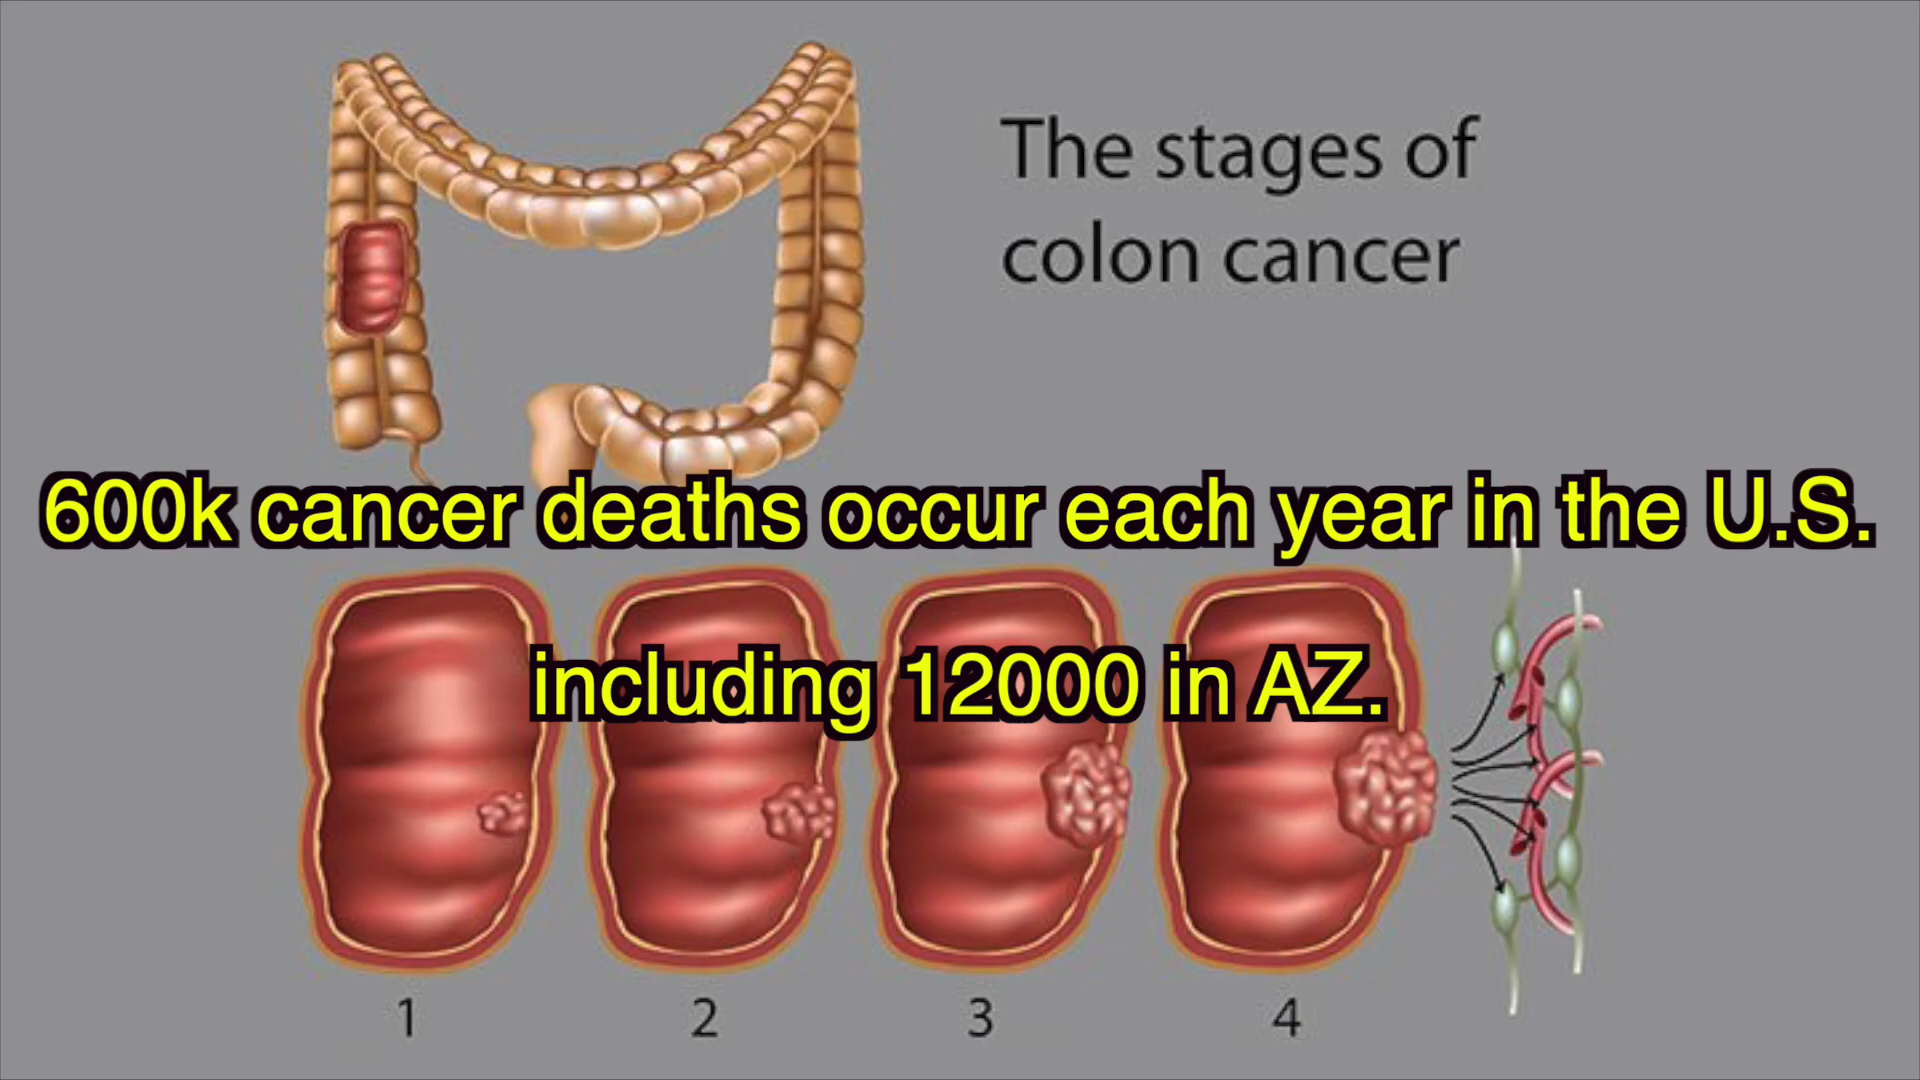 The stages of
colon cancer
600k cancer deaths occur each year in the U.S.
including 12000 in AZ.
1 2 3 4